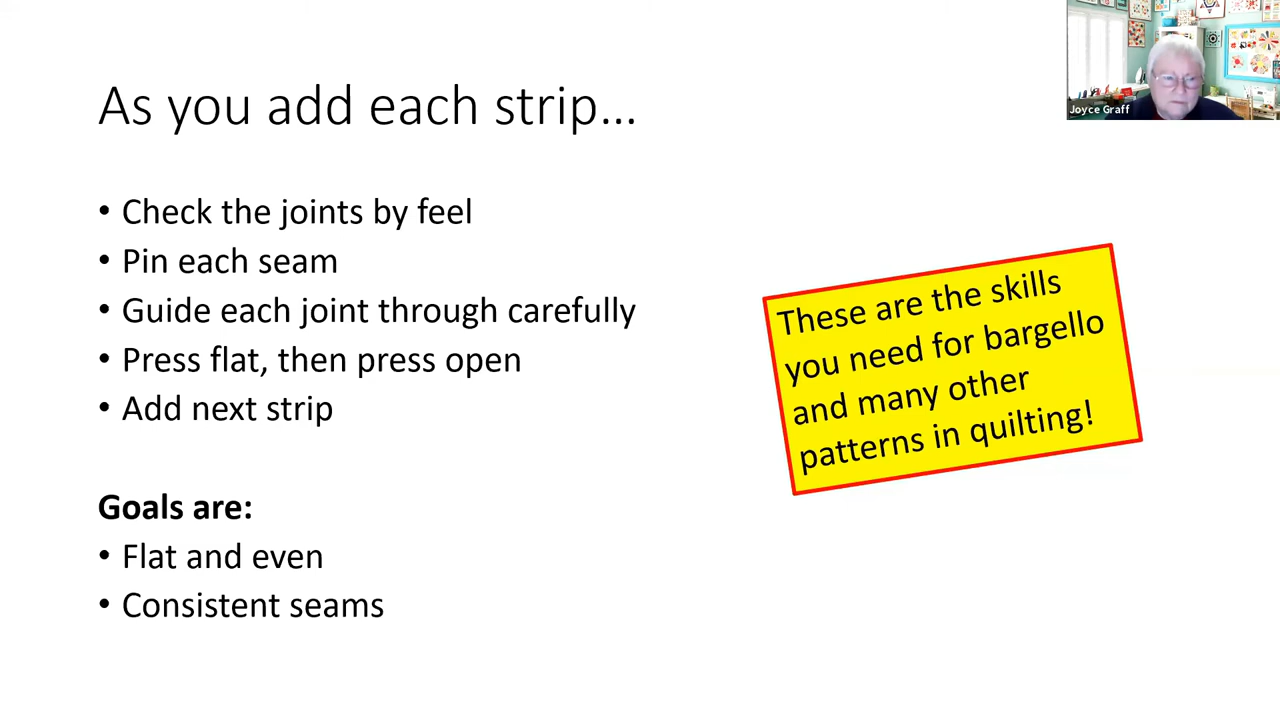 Joyce Graff
As you add each strip...
• Check the joints by feel
• Pin each seam
• Guide each joint through carefully
• Press flat, then press open
• Add next strip
Goals are:
• Flat and even
• Consistent seams
These are the skills
you need for bargello
and many other
patterns in quilting!